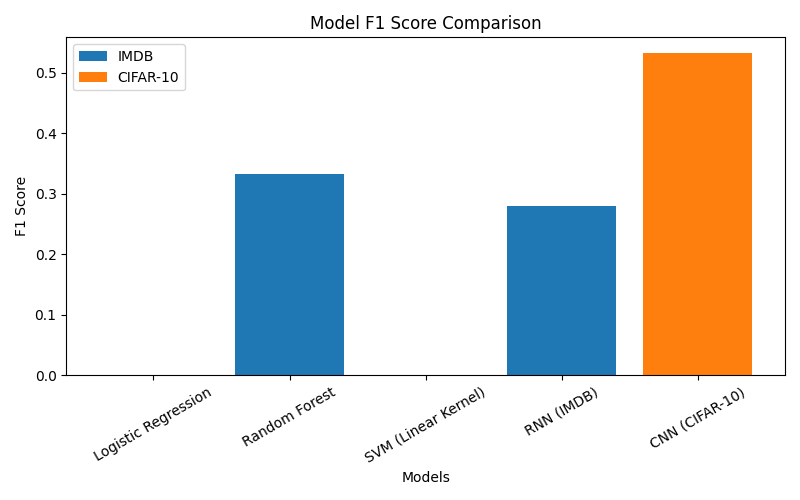 Model F1 Score Comparison
IMDB
CIFAR-10
F1 Score
0.5
0.4
0.3
0.2
0.1
0.0
Logistic Regression
Random Forest
SVM (Linear Kernel)
RNN (IMDB)
CNN (CIFAR-10)
Models